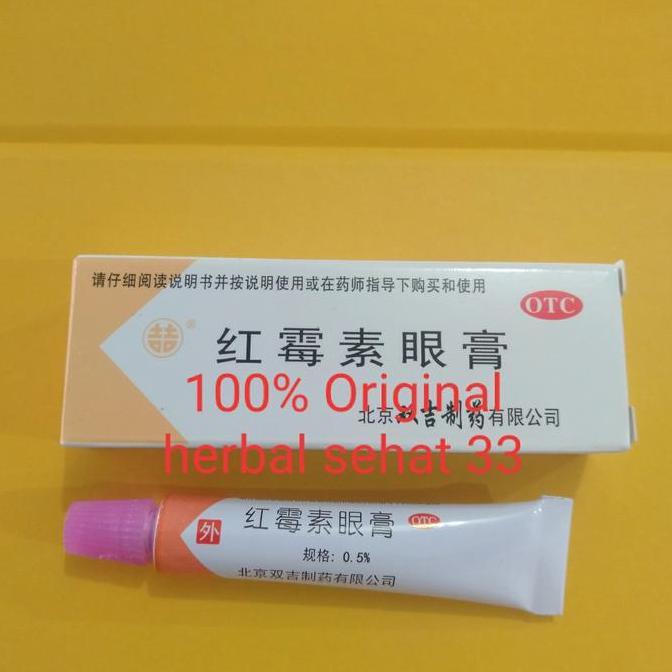 请仔细阅读说明书并按说明使用或在药师指导下购买和使用
OTC
喆®
红霉素眼膏
100% Original
北京双吉制药有限公司
herbal sehat 33
外
红霉素眼膏
OTC
规格: 0.5%
北京双吉制药有限公司